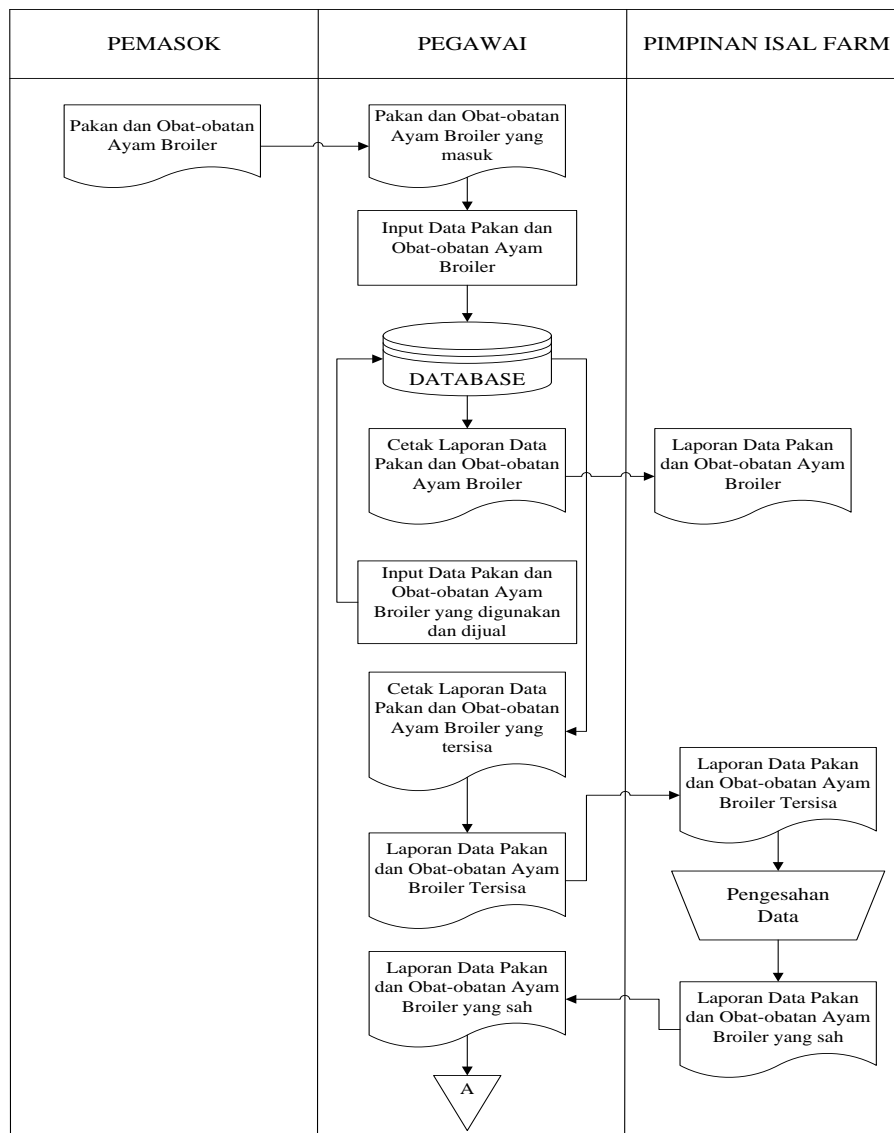 PEMASOK
PEGAWAI
PIMPINAN ISAL FARM
Pakan dan Obat-obatan
Ayam Broiler
Pakan dan Obat-obatan
Ayam Broiler yang
masuk
Input Data Pakan dan
Obat-obatan Ayam
Broiler
DATABASE
Cetak Laporan Data
Pakan dan Obat-obatan
Ayam Broiler
Laporan Data Pakan
dan Obat-obatan Ayam
Broiler
Input Data Pakan dan
Obat-obatan Ayam
Broiler yang digunakan
dan dijual
Cetak Laporan Data
Pakan dan Obat-obatan
Ayam Broiler yang
tersisa
Laporan Data Pakan
dan Obat-obatan Ayam
Broiler Tersisa
Laporan Data Pakan
dan Obat-obatan Ayam
Broiler Tersisa
Pengesahan
Data
Laporan Data Pakan
dan Obat-obatan Ayam
Broiler yang sah
Laporan Data Pakan
dan Obat-obatan Ayam
Broiler yang sah
A